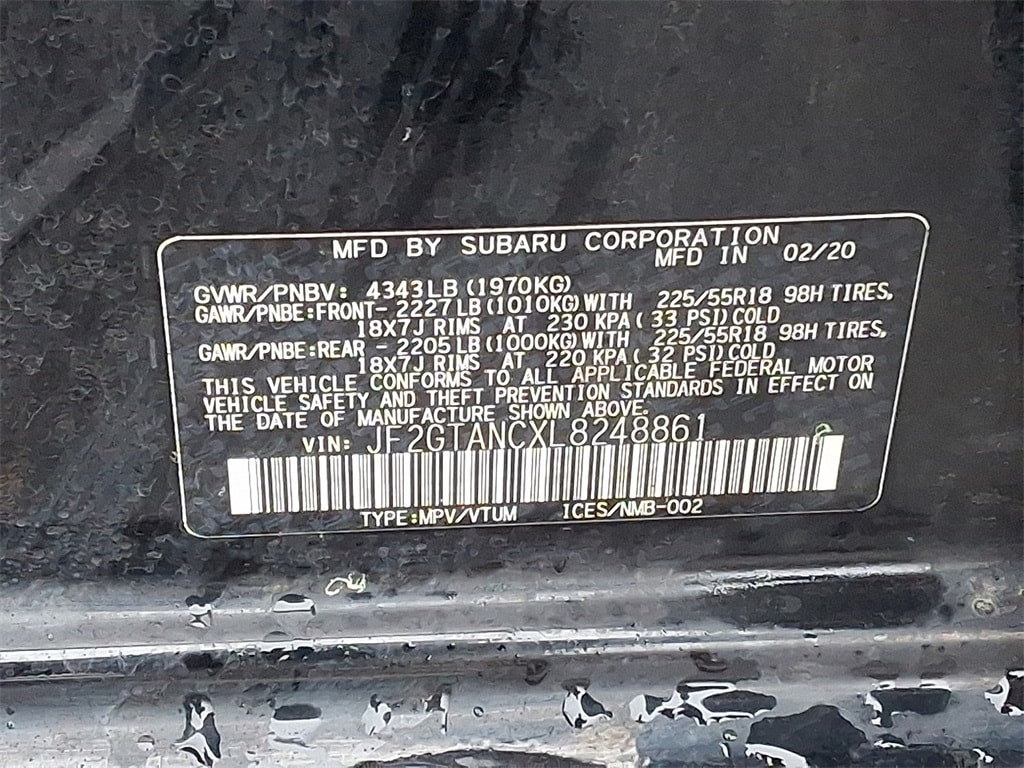 MFD BY SUBARU CORPORATION
MFD IN 02/20
GVWR/PNBV: 4343LB (1970KG)
GAWR/PNBE:FRONT- 2227LB (1010KG) WITH 225/55R18 98H TIRES,
18X7J RIMS AT 230 KPA ( 33 PSI) COLD
GAWR/PNBE:REAR - 2205LB (1000KG) WITH 225/55R18 98H TIRES,
18X7J RIMS AT 220 KPA ( 32 PSI) COLD
THIS VEHICLE CONFORMS TO ALL APPLICABLE FEDERAL MOTOR
VEHICLE SAFETY AND THEFT PREVENTION STANDARDS IN EFFECT ON
THE DATE OF MANUFACTURE SHOWN ABOVE.
VIN: JF2GTANCXL8248861
TYPE:MPV/VTUM ICES/NMB-002